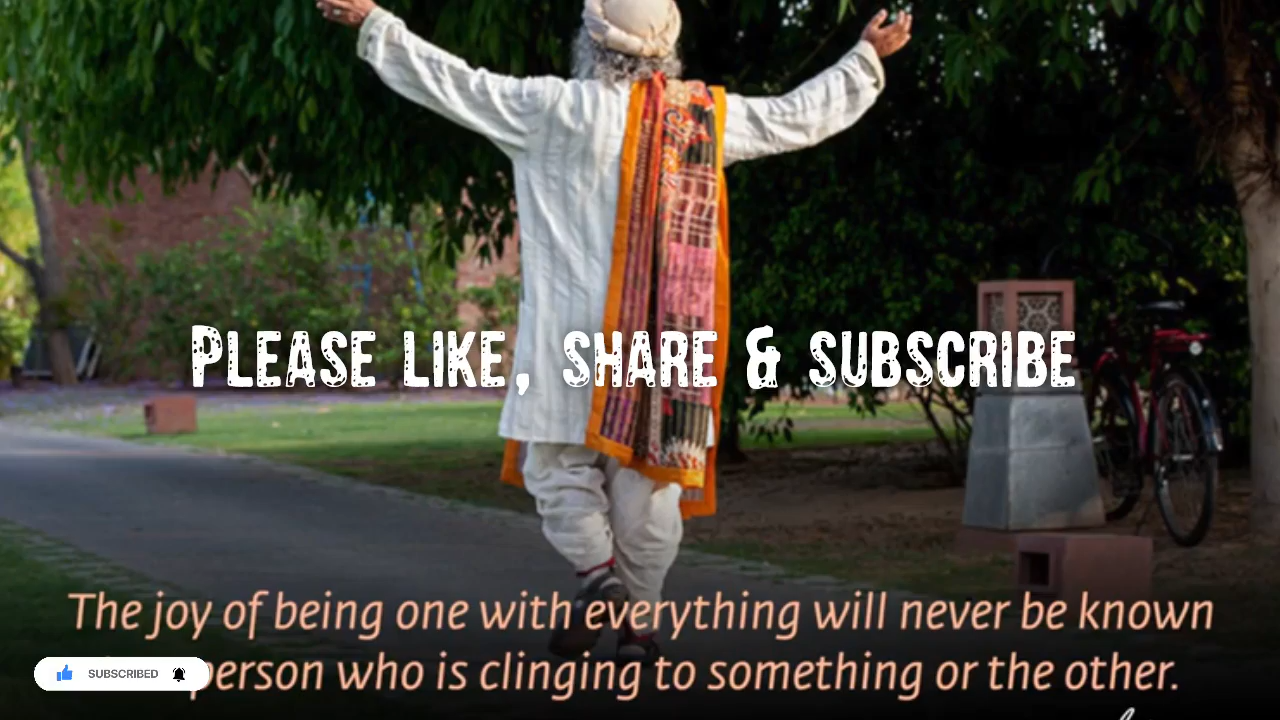 Please like, share & subscribe
The joy of being one with everything will never be known
person who is clinging to something or the other.
SUBSCRIBED